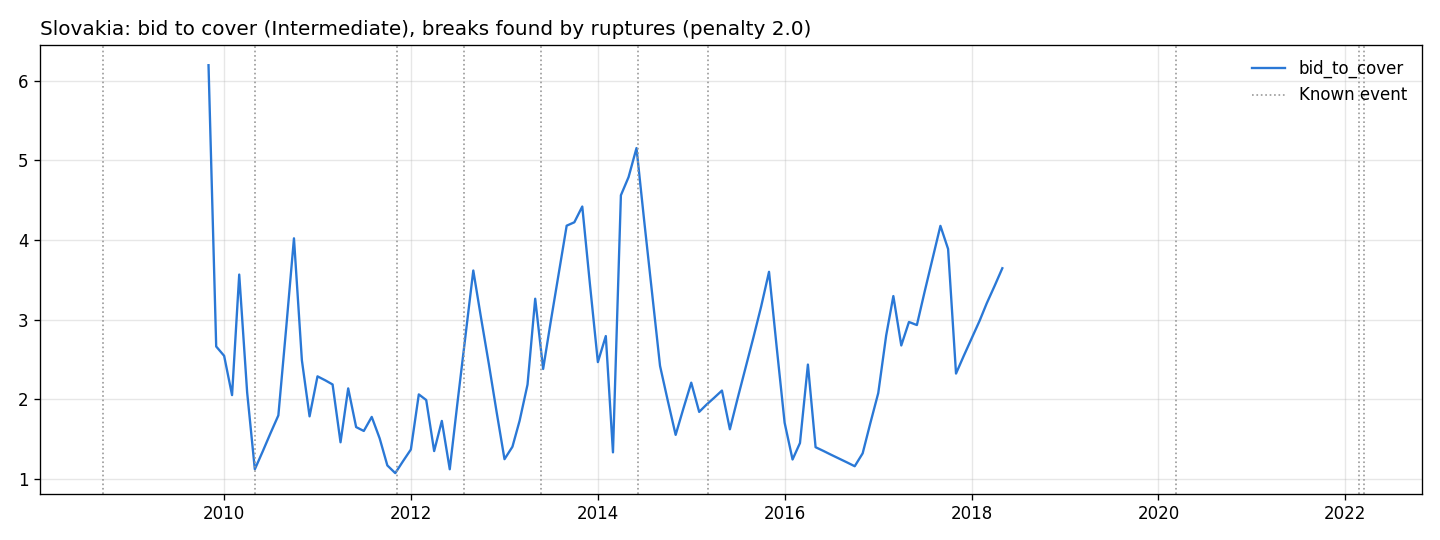 Slovakia: bid to cover (Intermediate), breaks found by ruptures (penalty 2.0)
bid_to_cover
Known event
6
5
4
3
2
1
2010 2012 2014 2016 2018 2020 2022